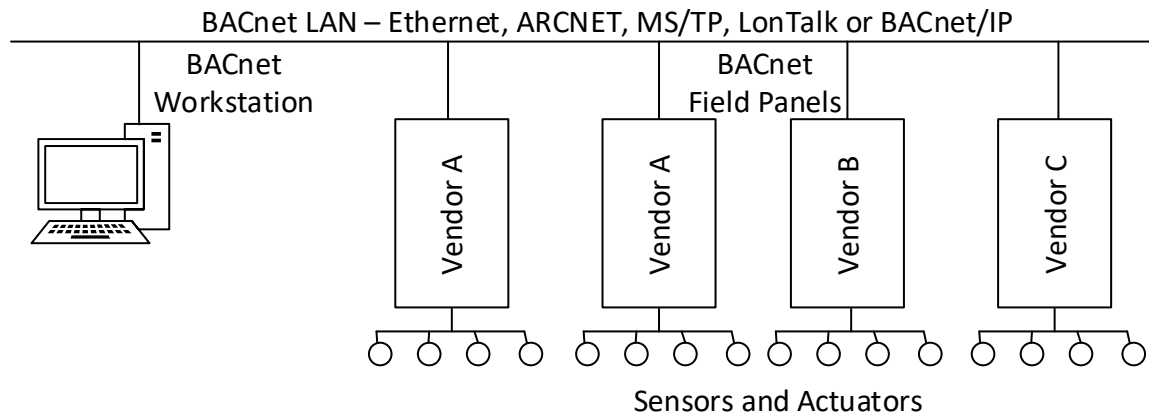 BACnet LAN – Ethernet, ARCNET, MS/TP, LonTalk or BACnet/IP
BACnet
Workstation
BACnet
Field Panels
Vendor A
Vendor A
Vendor B
Vendor C
Sensors and Actuators